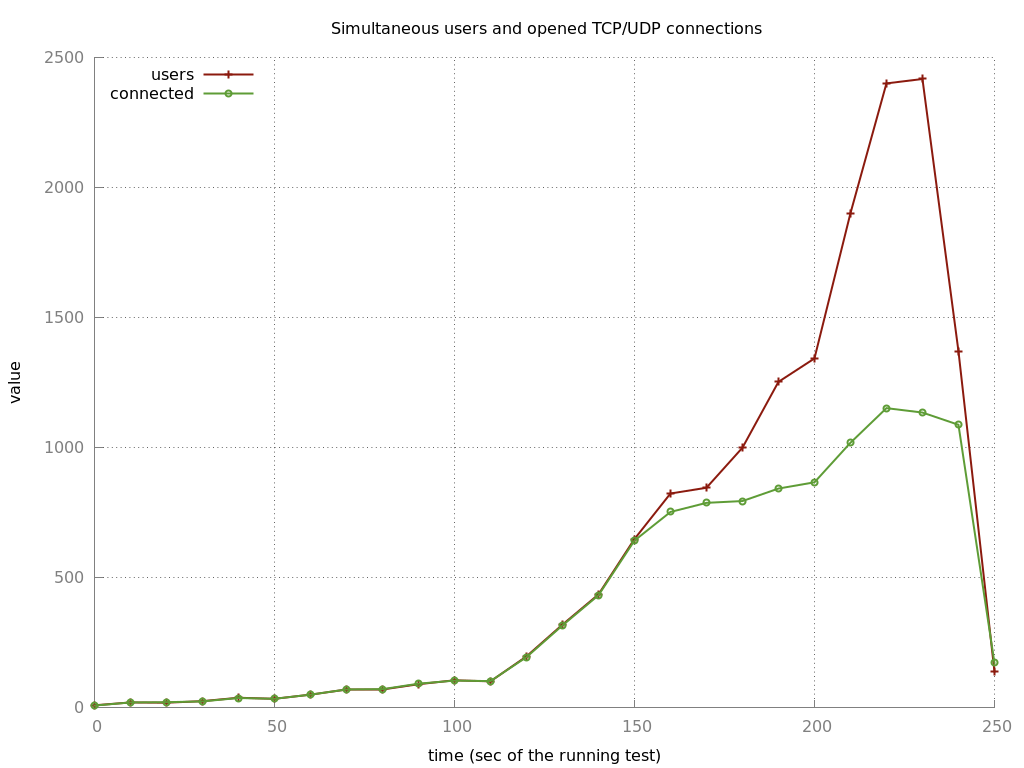 Simultaneous users and opened TCP/UDP connections
2500
users
connected
2000
1500
value
1000
500
0
0 50 100 150 200 250
time (sec of the running test)